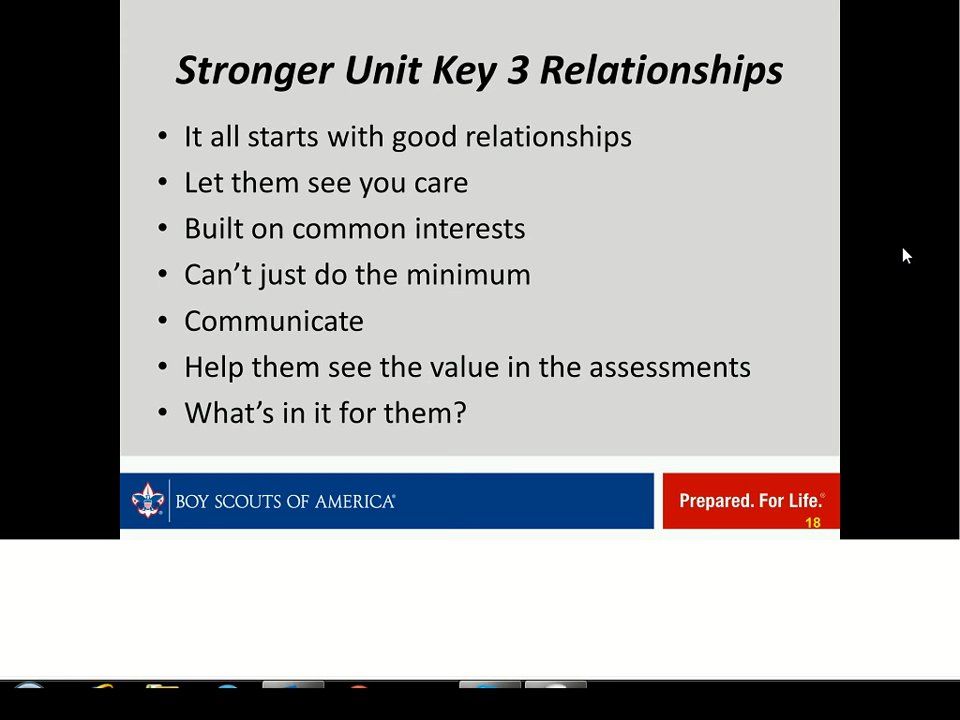 Stronger Unit Key 3 Relationships
• It all starts with good relationships
• Let them see you care
• Built on common interests
• Can’t just do the minimum
• Communicate
• Help them see the value in the assessments
• What’s in it for them?
BOY SCOUTS OF AMERICA®
Prepared. For Life.®
18